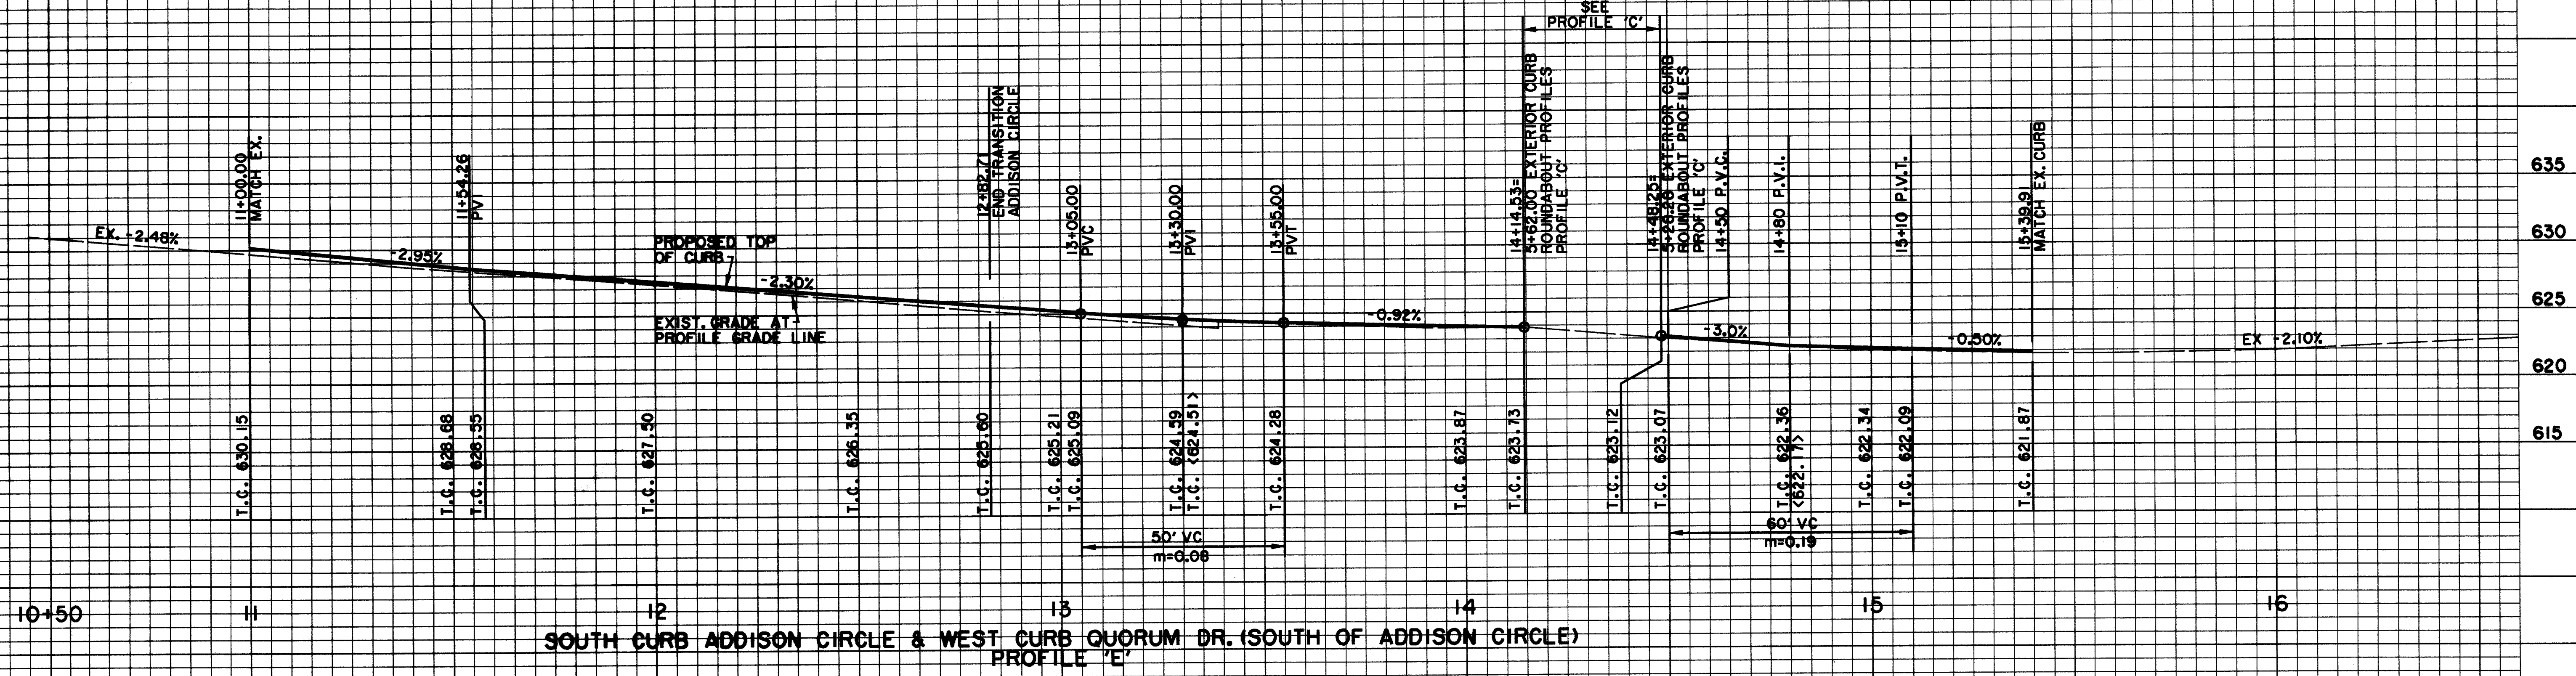 SEE
PROFILE 'C'
11+00.00
MATCH EX.
11+54.26
PVI
12+82.71
END TRANSITION
ADDISON CIRCLE
13+05.00
PVC
13+30.00
PVI
13+55.00
PVT
14+14.53=
5+62.00 EXTERIOR CURB
ROUNDABOUT PROFILES
PROFILE 'C'
14+48.25=
5+26.28 EXTERIOR CURB
ROUNDABOUT PROFILES
PROFILE 'C'
14+50 P.V.C.
14+80 P.V.I.
15+10 P.V.T.
15+39.91
MATCH EX. CURB
635
630
625
620
615
EX. -2.48%
-2.95%
PROPOSED TOP
OF CURB
-2.30%
EXIST. GRADE AT
PROFILE GRADE LINE
-0.92%
-3.0%
-0.50%
EX -2.10%
T.C. 630.15
T.C. 628.68
T.C. 628.55
T.C. 627.50
T.C. 626.35
T.C. 625.60
T.C. 625.21
T.C. 625.09
T.C. 624.59
T.C. <624.51>
T.C. 624.28
T.C. 623.87
T.C. 623.73
T.C. 623.12
T.C. 623.07
T.C. 622.36
<622.17>
T.C. 622.34
T.C. 622.09
T.C. 621.87
50' VC
m=0.08
60' VC
m=0.19
10+50
11
12
13
14
15
16
SOUTH CURB ADDISON CIRCLE & WEST CURB QUORUM DR. (SOUTH OF ADDISON CIRCLE)
PROFILE 'E'